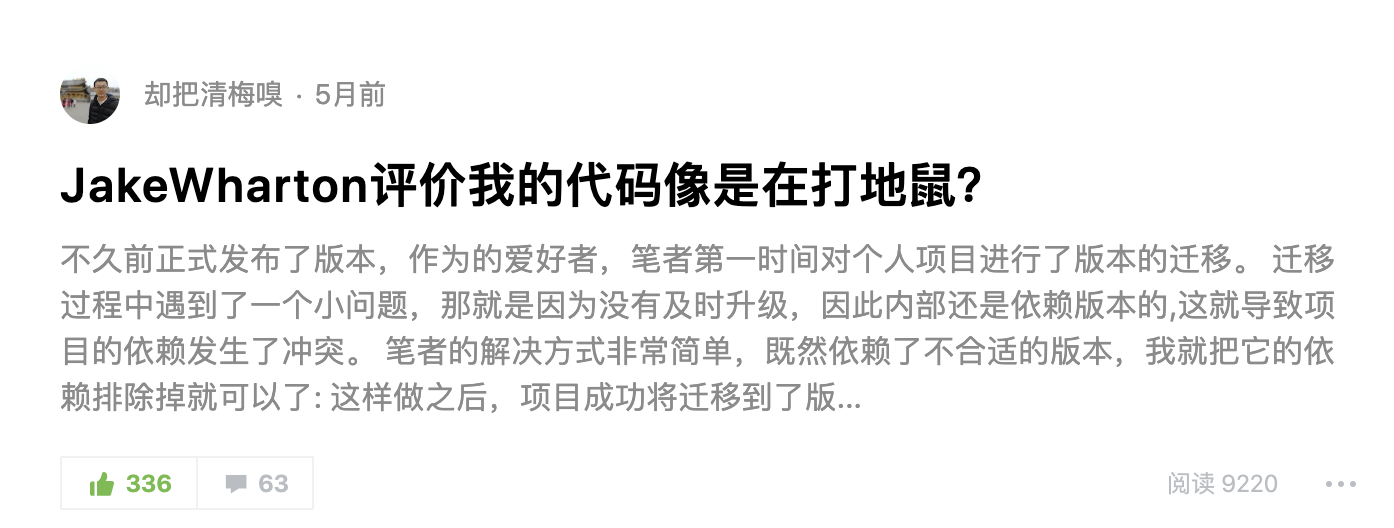 却把清梅嗅 · 5月前
JakeWharton评价我的代码像是在打地鼠?
不久前正式发布了版本，作为的爱好者，笔者第一时间对个人项目进行了版本的迁移。 迁移
过程中遇到了一个小问题，那就是因为没有及时升级，因此内部还是依赖版本的,这就导致项
目的依赖发生了冲突。 笔者的解决方式非常简单，既然依赖了不合适的版本，我就把它的依
赖排除掉就可以了: 这样做之后，项目成功将迁移到了版...
336 63 阅读 9220